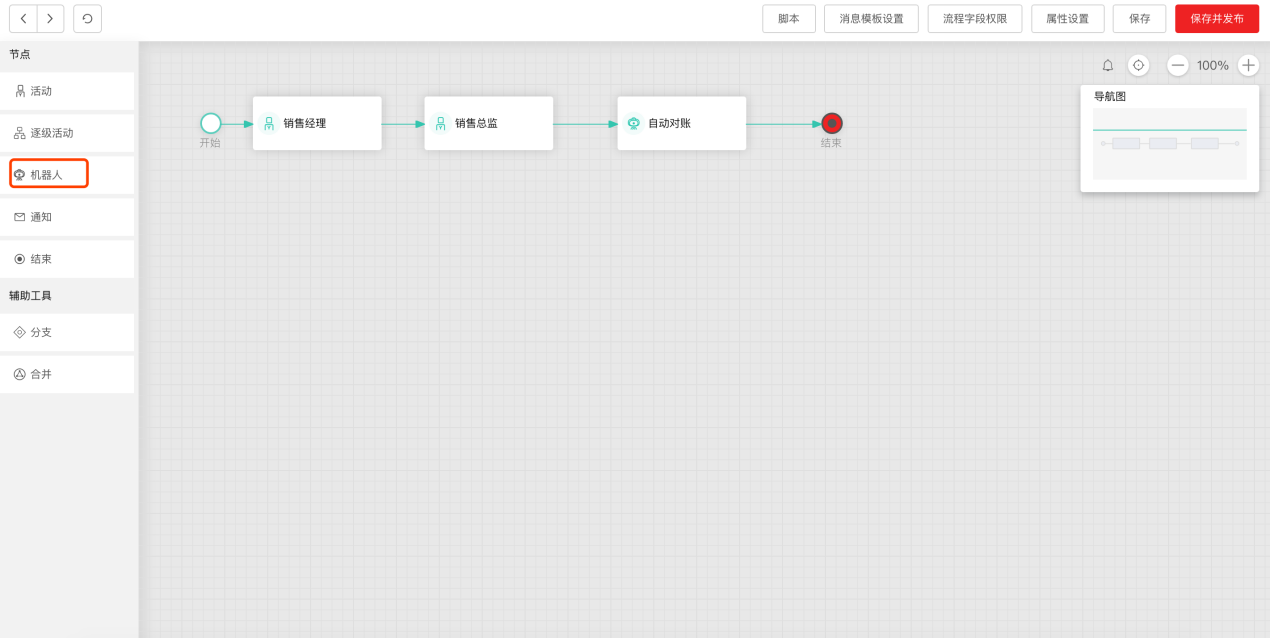 脚本
消息模板设置
流程字段权限
属性设置
保存
保存并发布
节点
活动
逐级活动
机器人
通知
结束
辅助工具
分支
合并
开始
销售经理
销售总监
自动对账
结束
100%
导航图